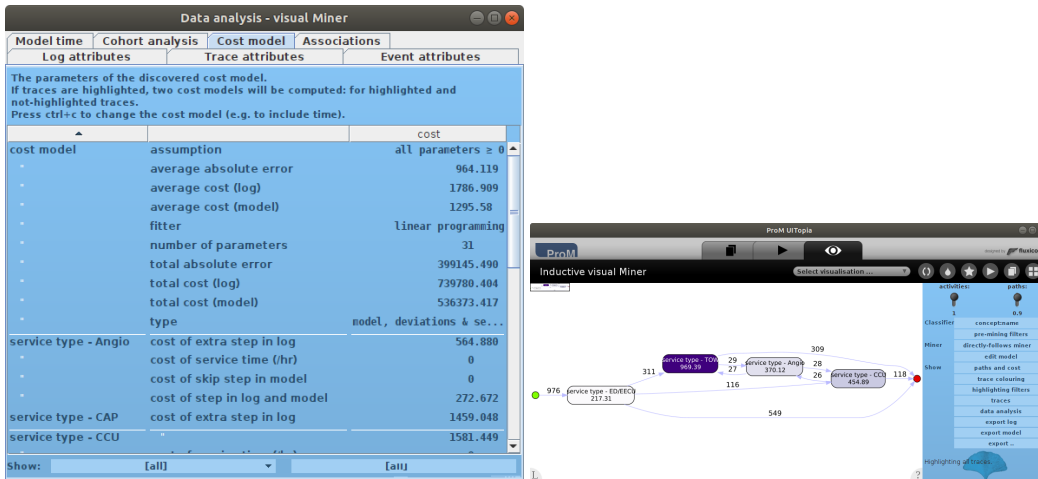 Data analysis - visual Miner
Model time Cohort analysis Cost model Associations
Log attributes Trace attributes Event attributes
The parameters of the discovered cost model.
If traces are highlighted, two cost models will be computed: for highlighted and
not-highlighted traces.
Press ctrl+c to change the cost model (e.g. to include time).
cost
cost model assumption all parameters ≥ 0
" average absolute error 964.119
" average cost (log) 1786.909
" average cost (model) 1295.58
" fitter linear programming
" number of parameters 31
" total absolute error 399145.490
" total cost (log) 739780.404
" total cost (model) 536373.417
" type model, deviations & se...
service type - Angio cost of extra step in log 564.880
" cost of service time (/hr) 0
" cost of skip step in model 0
" cost of step in log and model 272.672
service type - CAP cost of extra step in log 1459.048
service type - CCU " 1581.449
Show: [all] [all]
ProM UITopia
ProM
designed by fluxico
Inductive visual Miner
Select visualisation ...
activities: paths:
1 0.9
Classifier concept:name
pre-mining filters
Miner directly-follows miner
edit model
Show paths and cost
trace colouring
highlighting filters
traces
data analysis
export log
export model
export ...
Highlighting all traces.
309
service type - TOV
969.39
29
27
service type - Angio
370.12
28
26
service type - CCU
454.89
118
311
976
service type - ED/EECU
217.31
116
549
L
?